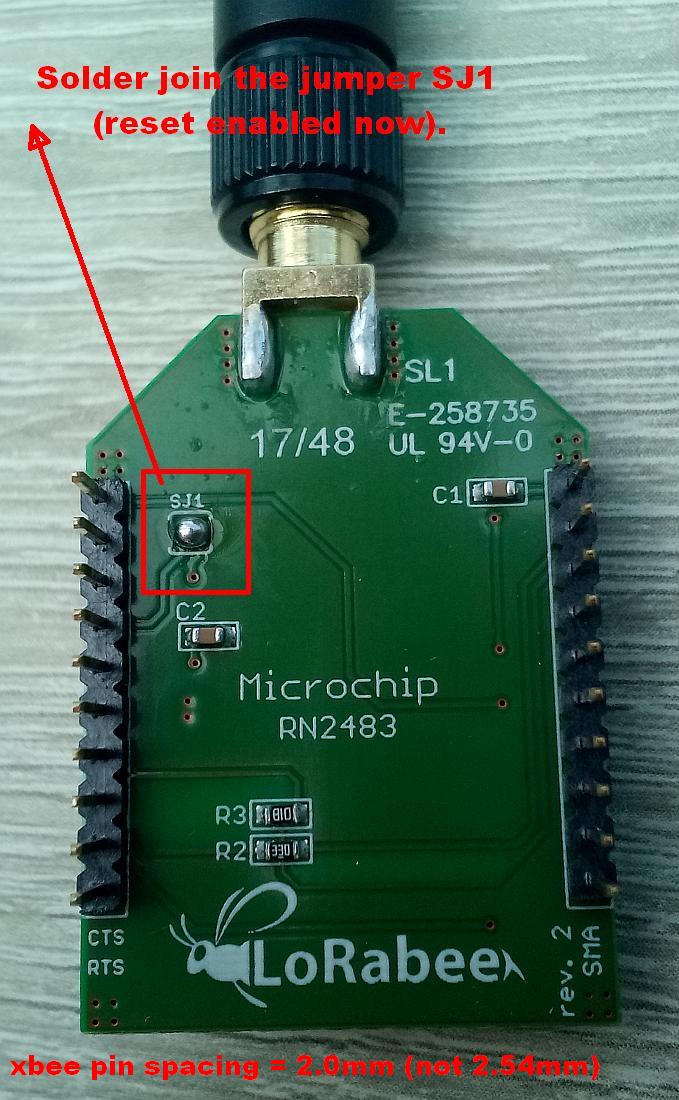 Solder join the jumper SJ1
(reset enabled now).
SL1
E-258735
17/48
UL 94V-0
SJ1
C1
C2
Microchip
RN2483
R3
R2
CTS
RTS
LoRabee
rev. 2
SMA
xbee pin spacing = 2.0mm (not 2.54mm)